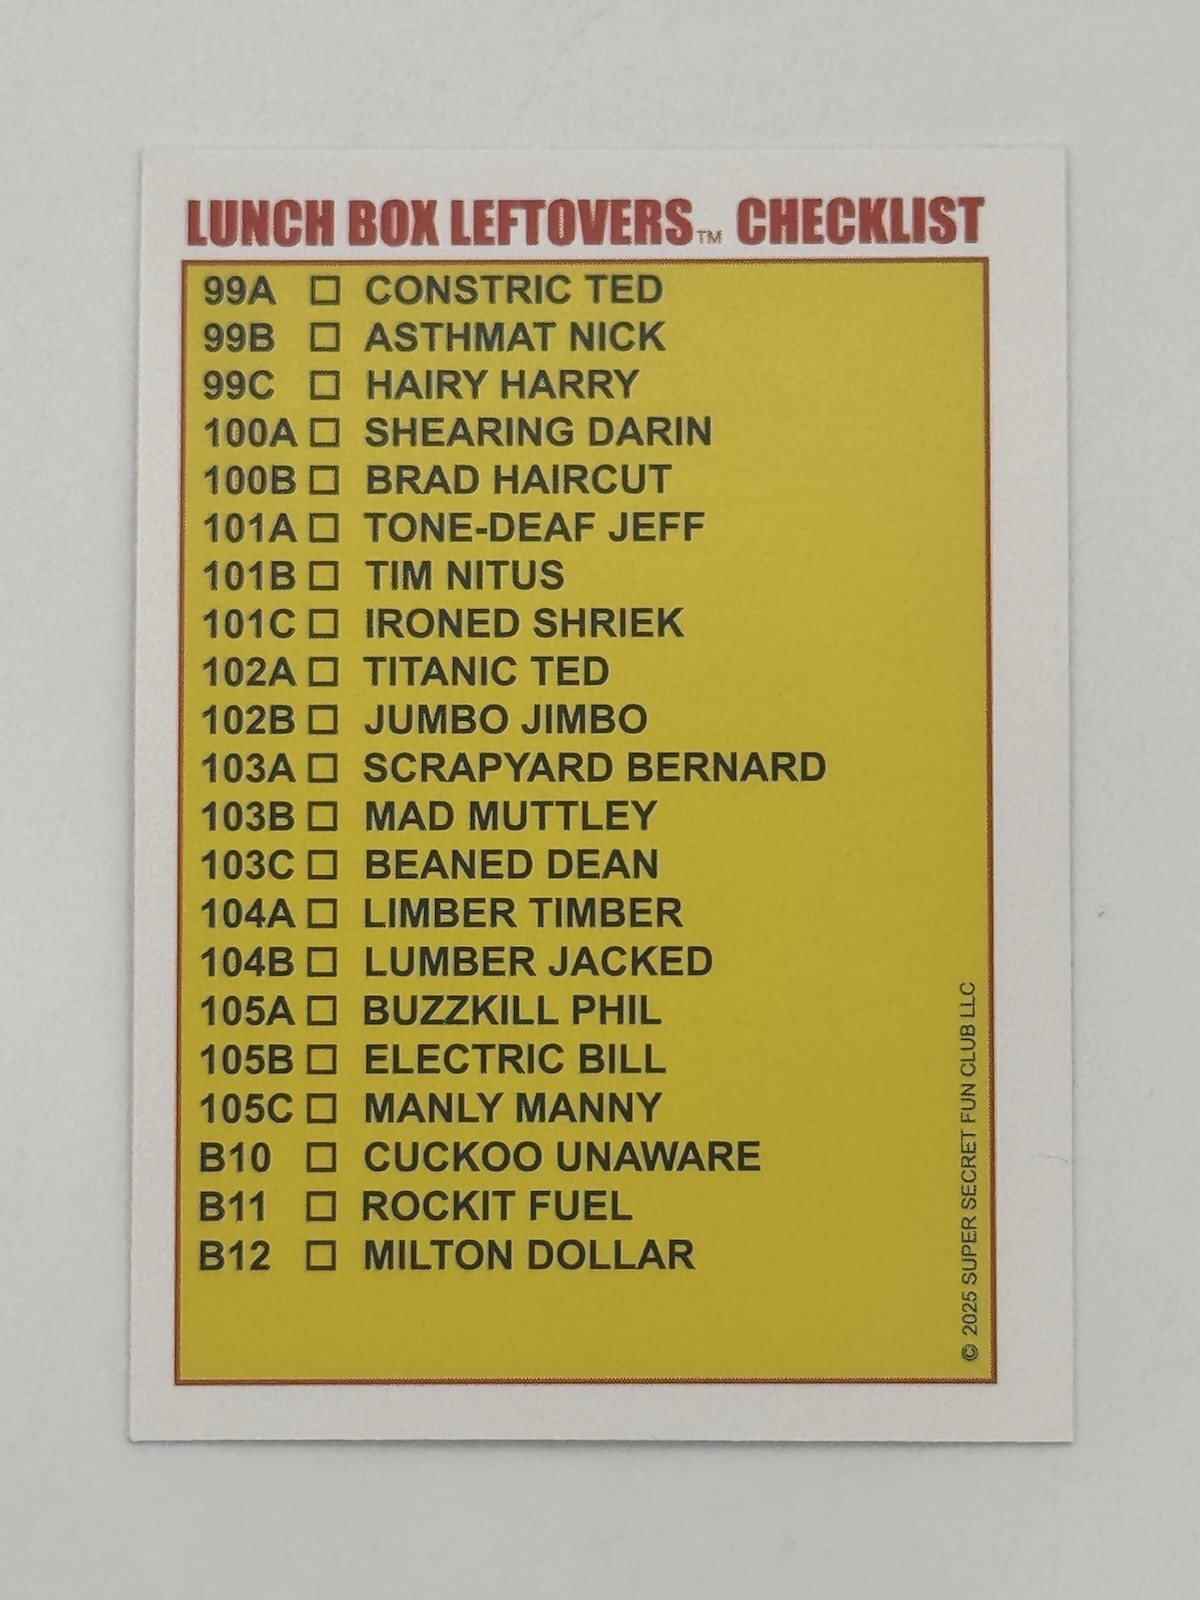 LUNCH BOX LEFTOVERS™ CHECKLIST
99A ☐ CONSTRIC TED
99B ☐ ASTHMAT NICK
99C ☐ HAIRY HARRY
100A ☐ SHEARING DARIN
100B ☐ BRAD HAIRCUT
101A ☐ TONE-DEAF JEFF
101B ☐ TIM NITUS
101C ☐ IRONED SHRIEK
102A ☐ TITANIC TED
102B ☐ JUMBO JIMBO
103A ☐ SCRAPYARD BERNARD
103B ☐ MAD MUTTLEY
103C ☐ BEANED DEAN
104A ☐ LIMBER TIMBER
104B ☐ LUMBER JACKED
105A ☐ BUZZKILL PHIL
105B ☐ ELECTRIC BILL
105C ☐ MANLY MANNY
B10 ☐ CUCKOO UNAWARE
B11 ☐ ROCKIT FUEL
B12 ☐ MILTON DOLLAR
© 2025 SUPER SECRET FUN CLUB LLC